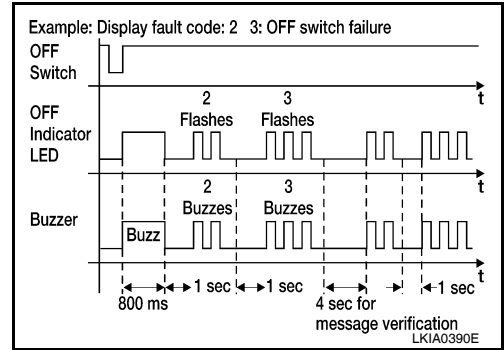 Example: Display fault code: 2 3: OFF switch failure
OFF
Switch
t
2
Flashes
3
Flashes
OFF
Indicator
LED
t
2
Buzzes
3
Buzzes
Buzzer
Buzz
t
1 sec
1 sec
1 sec
800 ms
4 sec for
message verification
LKIA0390E